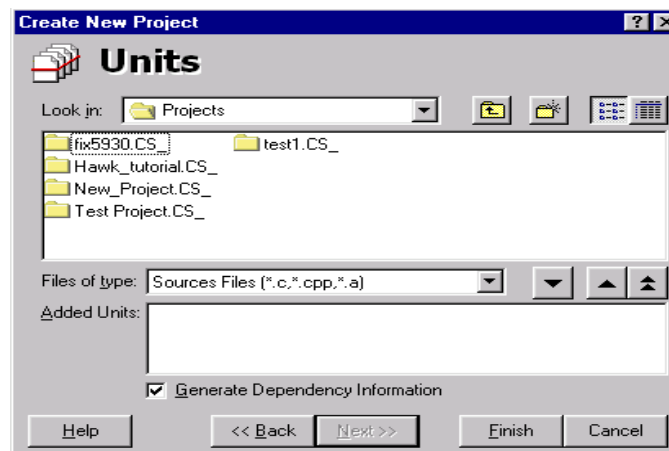 Create New Project
Units
Look in: Projects
fix5930.CS_ test1.CS_
Hawk_tutorial.CS_
New_Project.CS_
Test Project.CS_
Files of type: Sources Files (*.c,*.cpp,*.a)
Added Units:
Generate Dependency Information
Help << Back Next >> Finish Cancel